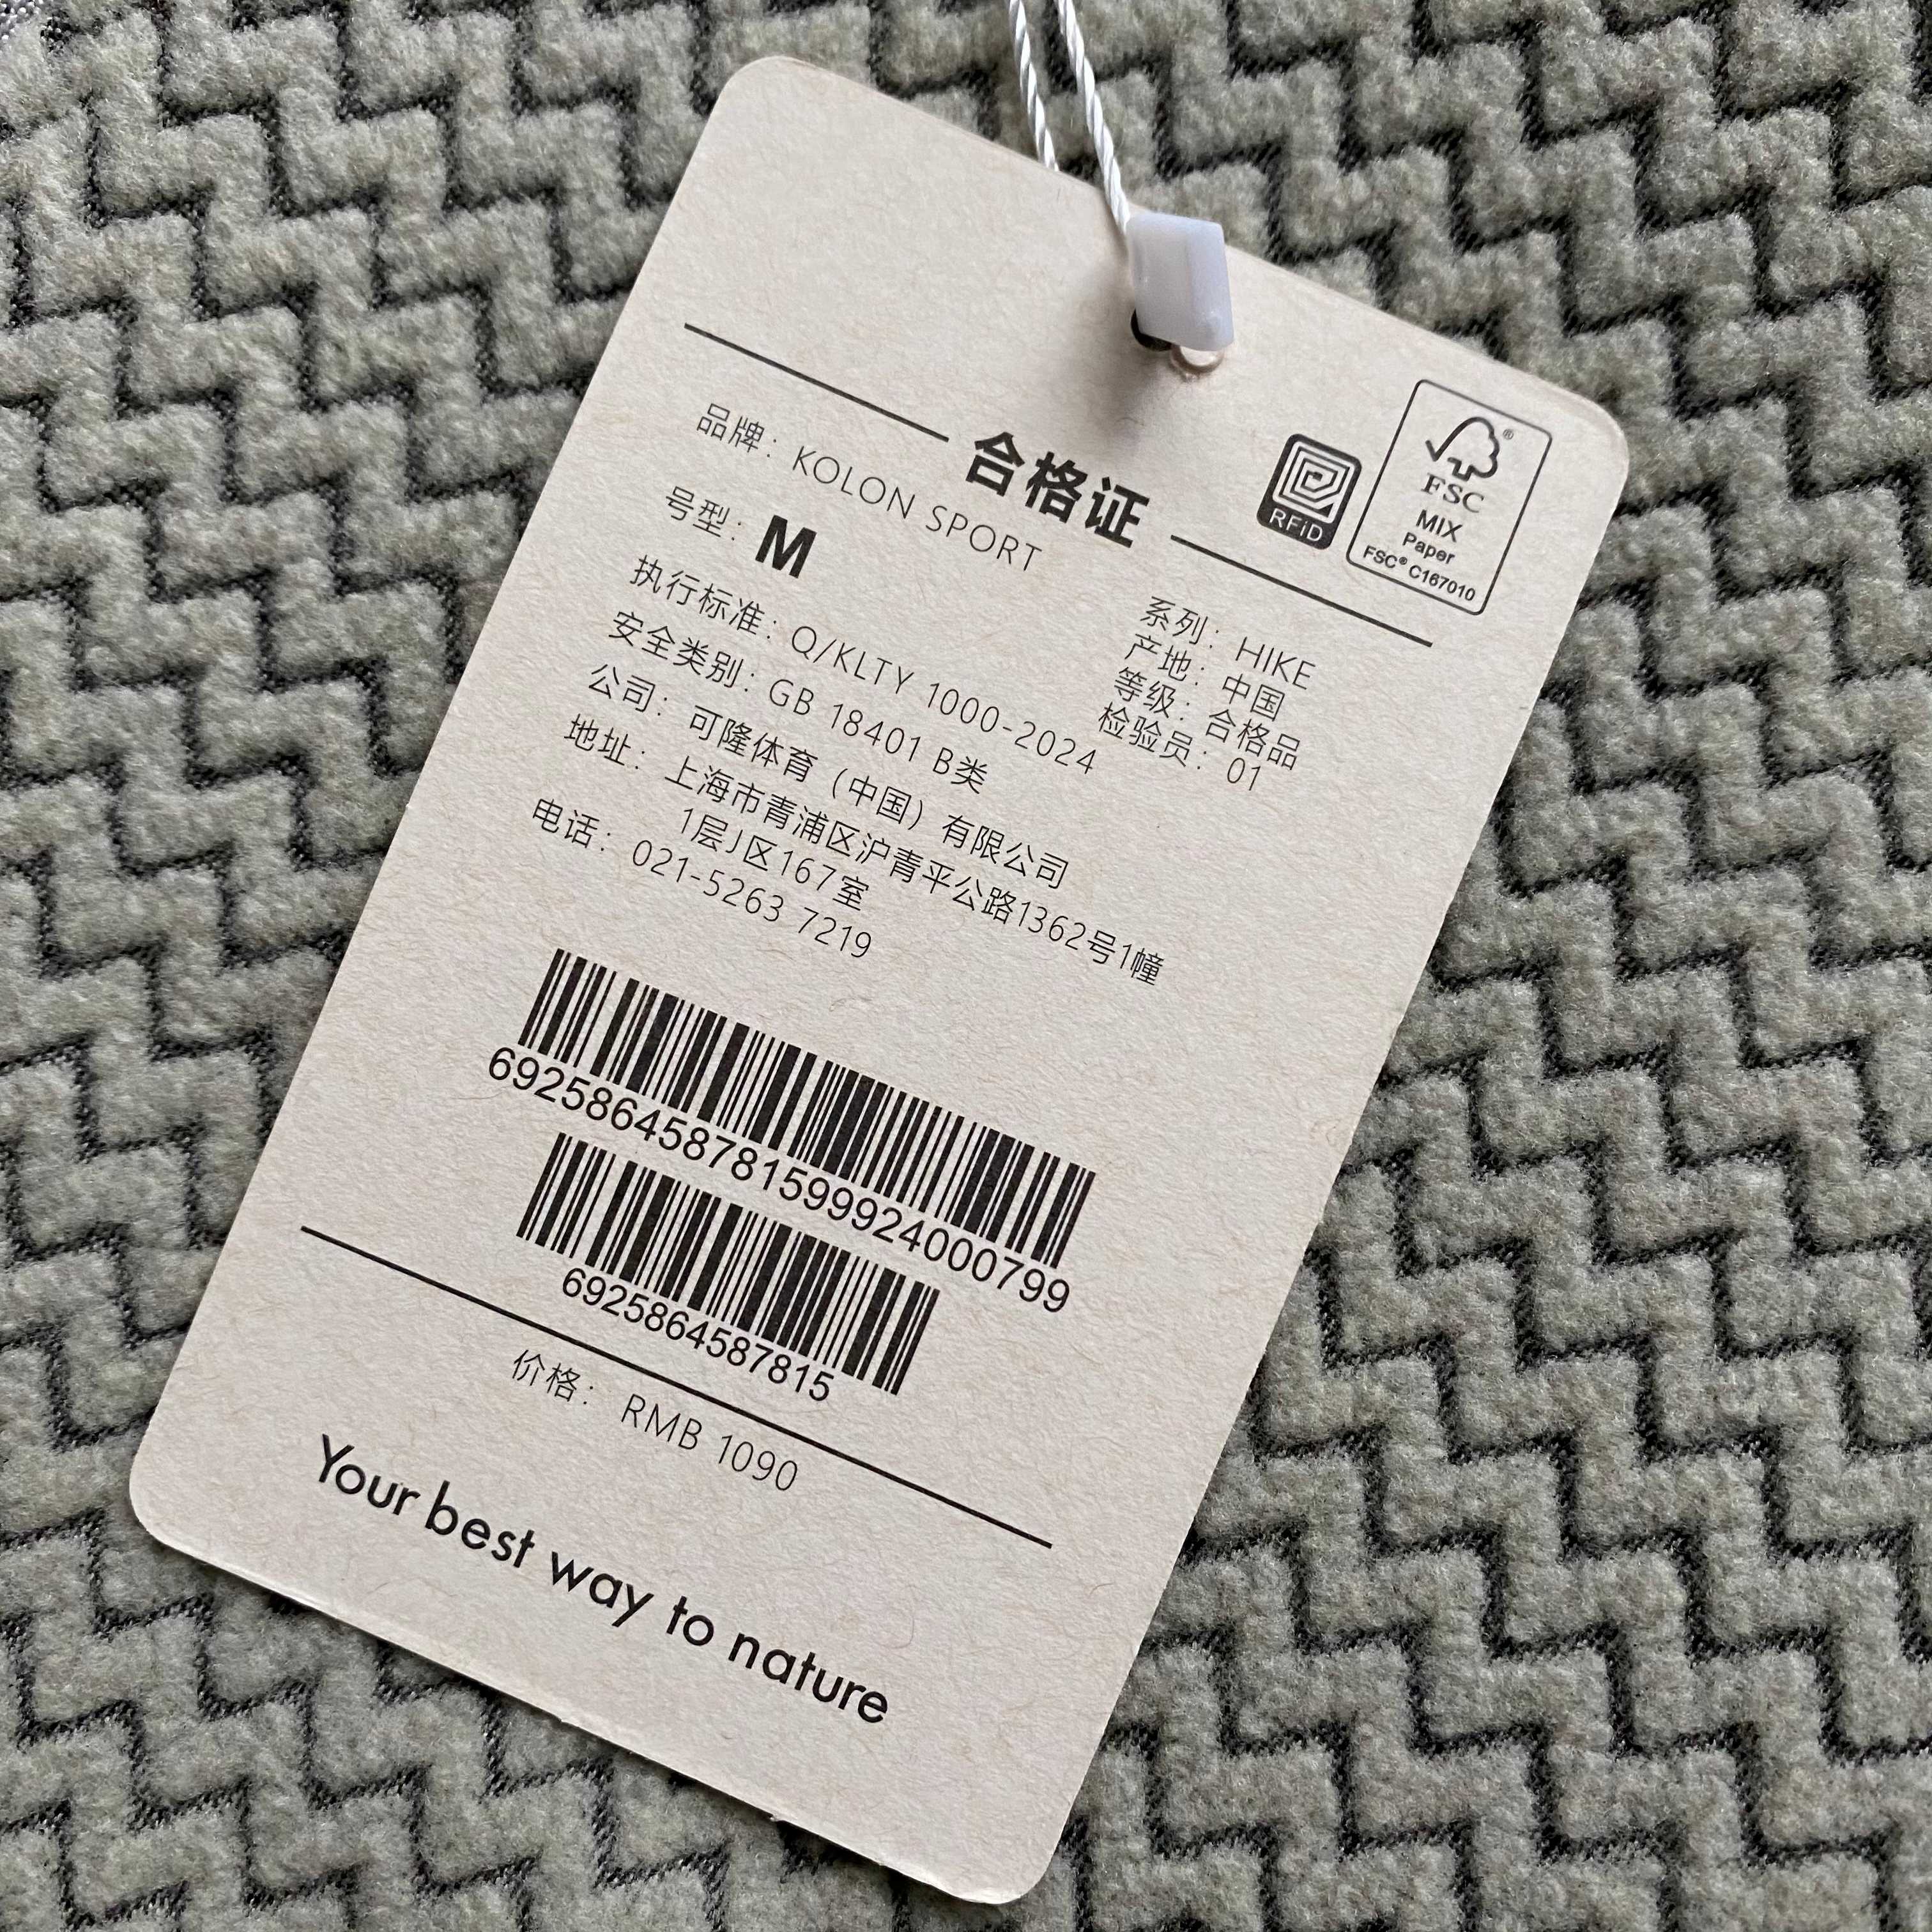 合格证
RFiD
FSC®
MIX
Paper
FSC® C167010
品牌： KOLON SPORT
号型： M
系列： HIKE
产地： 中国
等级： 合格品
检验员： 01
执行标准： Q/KLTY 1000-2024
安全类别： GB 18401 B类
公司： 可隆体育（中国）有限公司
地址： 上海市青浦区沪青平公路1362号1幢
1层J区167室
电话： 021-5263 7219
692586458781599924000799
6925864587815
价格： RMB 1090
Your best way to nature